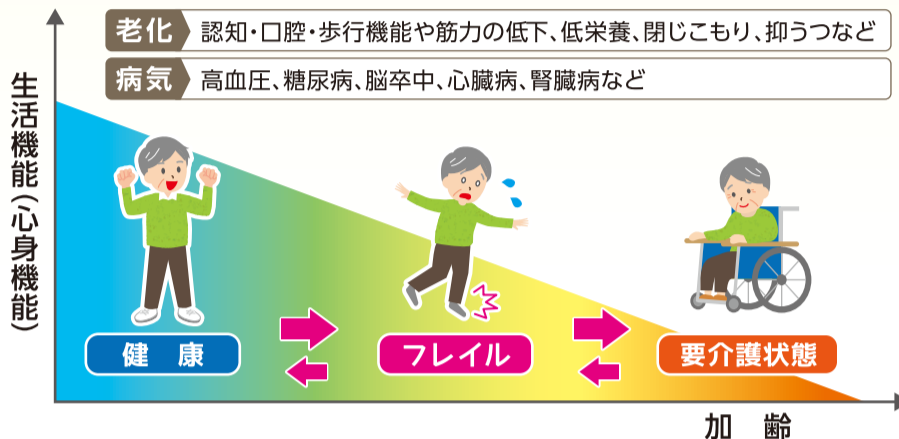 老化 認知・口腔・歩行機能や筋力の低下、低栄養、閉じこもり、抑うつなど
病気 高血圧、糖尿病、脳卒中、心臓病、腎臓病など
生活機能(心身機能)
健 康
フレイル
要介護状態
加 齢